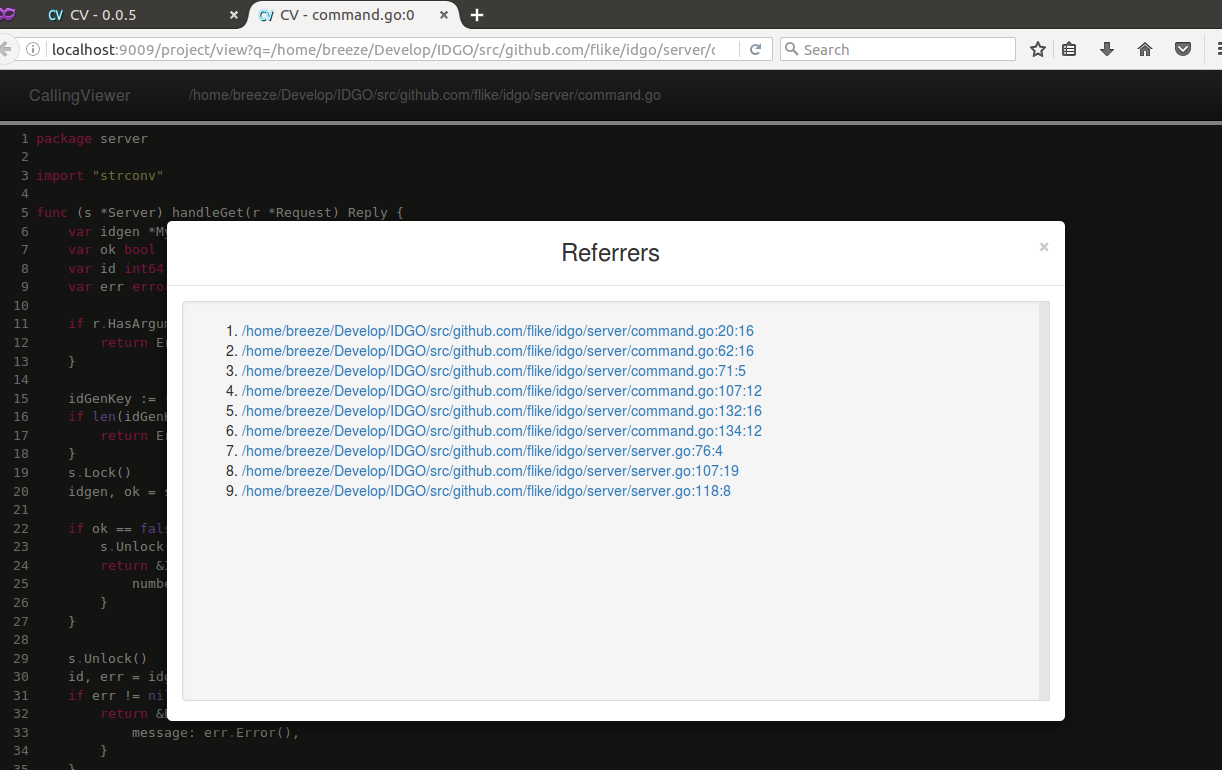 CV - 0.0.5
CV - command.go:0
localhost:9009/project/view?q=/home/breeze/Develop/IDGO/src/github.com/flike/idgo/server/c
Search
CallingViewer
/home/breeze/Develop/IDGO/src/github.com/flike/idgo/server/command.go
1 package server
2
3 import "strconv"
4
5 func (s *Server) handleGet(r *Request) Reply {
6 var idgen *My
7 var ok bool
8 var id int64
9 var err erro
10
11 if r.HasArgum
12 return Er
13 }
14
15 idGenKey :=
16 if len(idGenK
17 return Er
18 }
19 s.Lock()
20 idgen, ok = s
21
22 if ok == fals
23 s.Unlock
24 return &I
25 numbe
26 }
27 }
28
29 s.Unlock()
30 id, err = idg
31 if err != nil
32 return &
33 message: err.Error(),
34 }
35 }
Referrers
×
1. /home/breeze/Develop/IDGO/src/github.com/flike/idgo/server/command.go:20:16
2. /home/breeze/Develop/IDGO/src/github.com/flike/idgo/server/command.go:62:16
3. /home/breeze/Develop/IDGO/src/github.com/flike/idgo/server/command.go:71:5
4. /home/breeze/Develop/IDGO/src/github.com/flike/idgo/server/command.go:107:12
5. /home/breeze/Develop/IDGO/src/github.com/flike/idgo/server/command.go:132:16
6. /home/breeze/Develop/IDGO/src/github.com/flike/idgo/server/command.go:134:12
7. /home/breeze/Develop/IDGO/src/github.com/flike/idgo/server/server.go:76:4
8. /home/breeze/Develop/IDGO/src/github.com/flike/idgo/server/server.go:107:19
9. /home/breeze/Develop/IDGO/src/github.com/flike/idgo/server/server.go:118:8